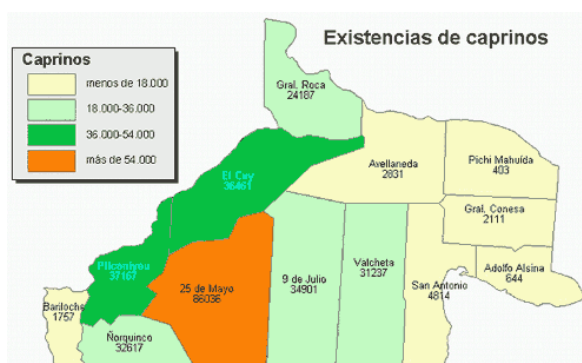 Existencias de caprinos
Caprinos
menos de 18.000
18.000-36.000
36.000-54.000
más de 54.000
Gral. Roca
24187
El Cuy
36461
Avellaneda
2831
Pichi Mahuída
403
Gral. Conesa
2111
Adolfo Alsina
644
San Antonio
4814
Valcheta
31237
9 de Julio
34901
25 de Mayo
86036
Pilcaniyeu
37167
Bariloche
1757
Ñorquinco
32617